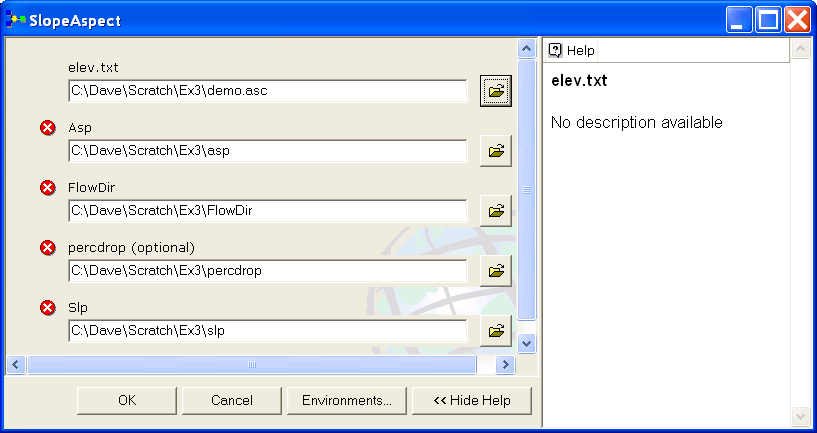 SlopeAspect
elev.txt
C:\Dave\Scratch\Ex3\demo.asc
Asp
C:\Dave\Scratch\Ex3\asp
FlowDir
C:\Dave\Scratch\Ex3\FlowDir
percdrop (optional)
C:\Dave\Scratch\Ex3\percdrop
Slp
C:\Dave\Scratch\Ex3\slp
OK Cancel Environments... << Hide Help
Help
elev.txt
No description available